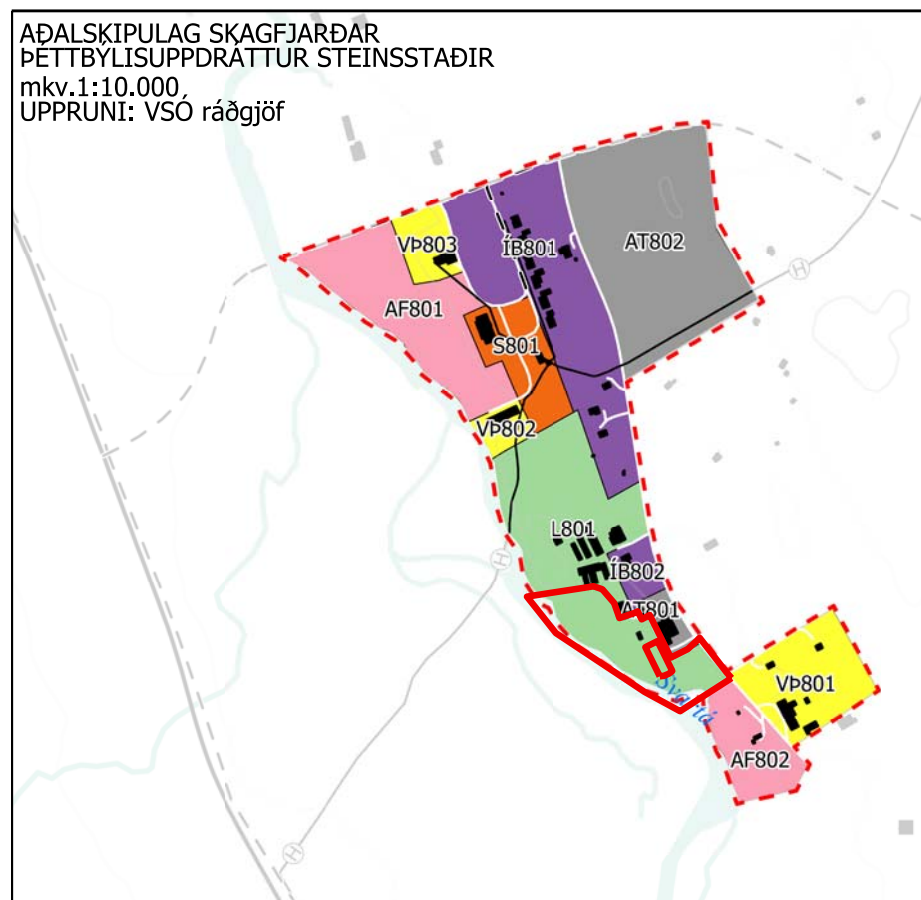 AÐALSKIPULAG SKAGFJARÐAR
ÞÉTTBÝLISUPPDRÁTTUR STEINSSTAÐIR
mkv.1:10.000
UPPRUNI: VSÓ ráðgjöf
VÞ803
ÍB801
AT802
H
AF801
S801
VÞ802
L801
H
ÍB802
AT801
Svartá
VÞ801
AF802
H